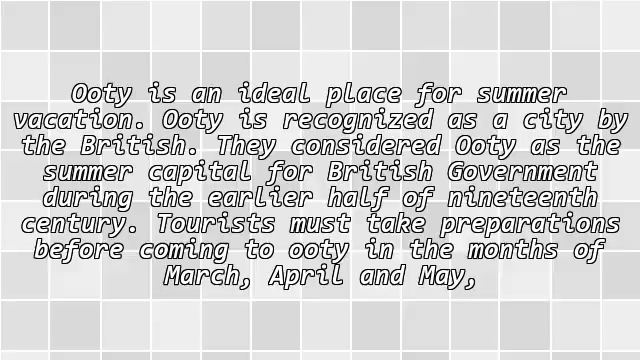 Ooty is an ideal place for summer
vacation. Ooty is recognized as a city by
the British. They considered Ooty as the
summer capital for British Government
during the earlier half of nineteenth
century. Tourists must take preparations
before coming to ooty in the months of
March, April and May,